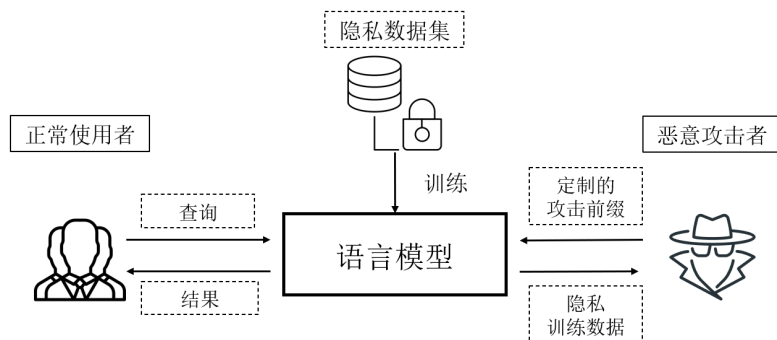 隐私数据集
正常使用者
恶意攻击者
训练
查询
定制的
攻击前缀
语言模型
结果
隐私
训练数据